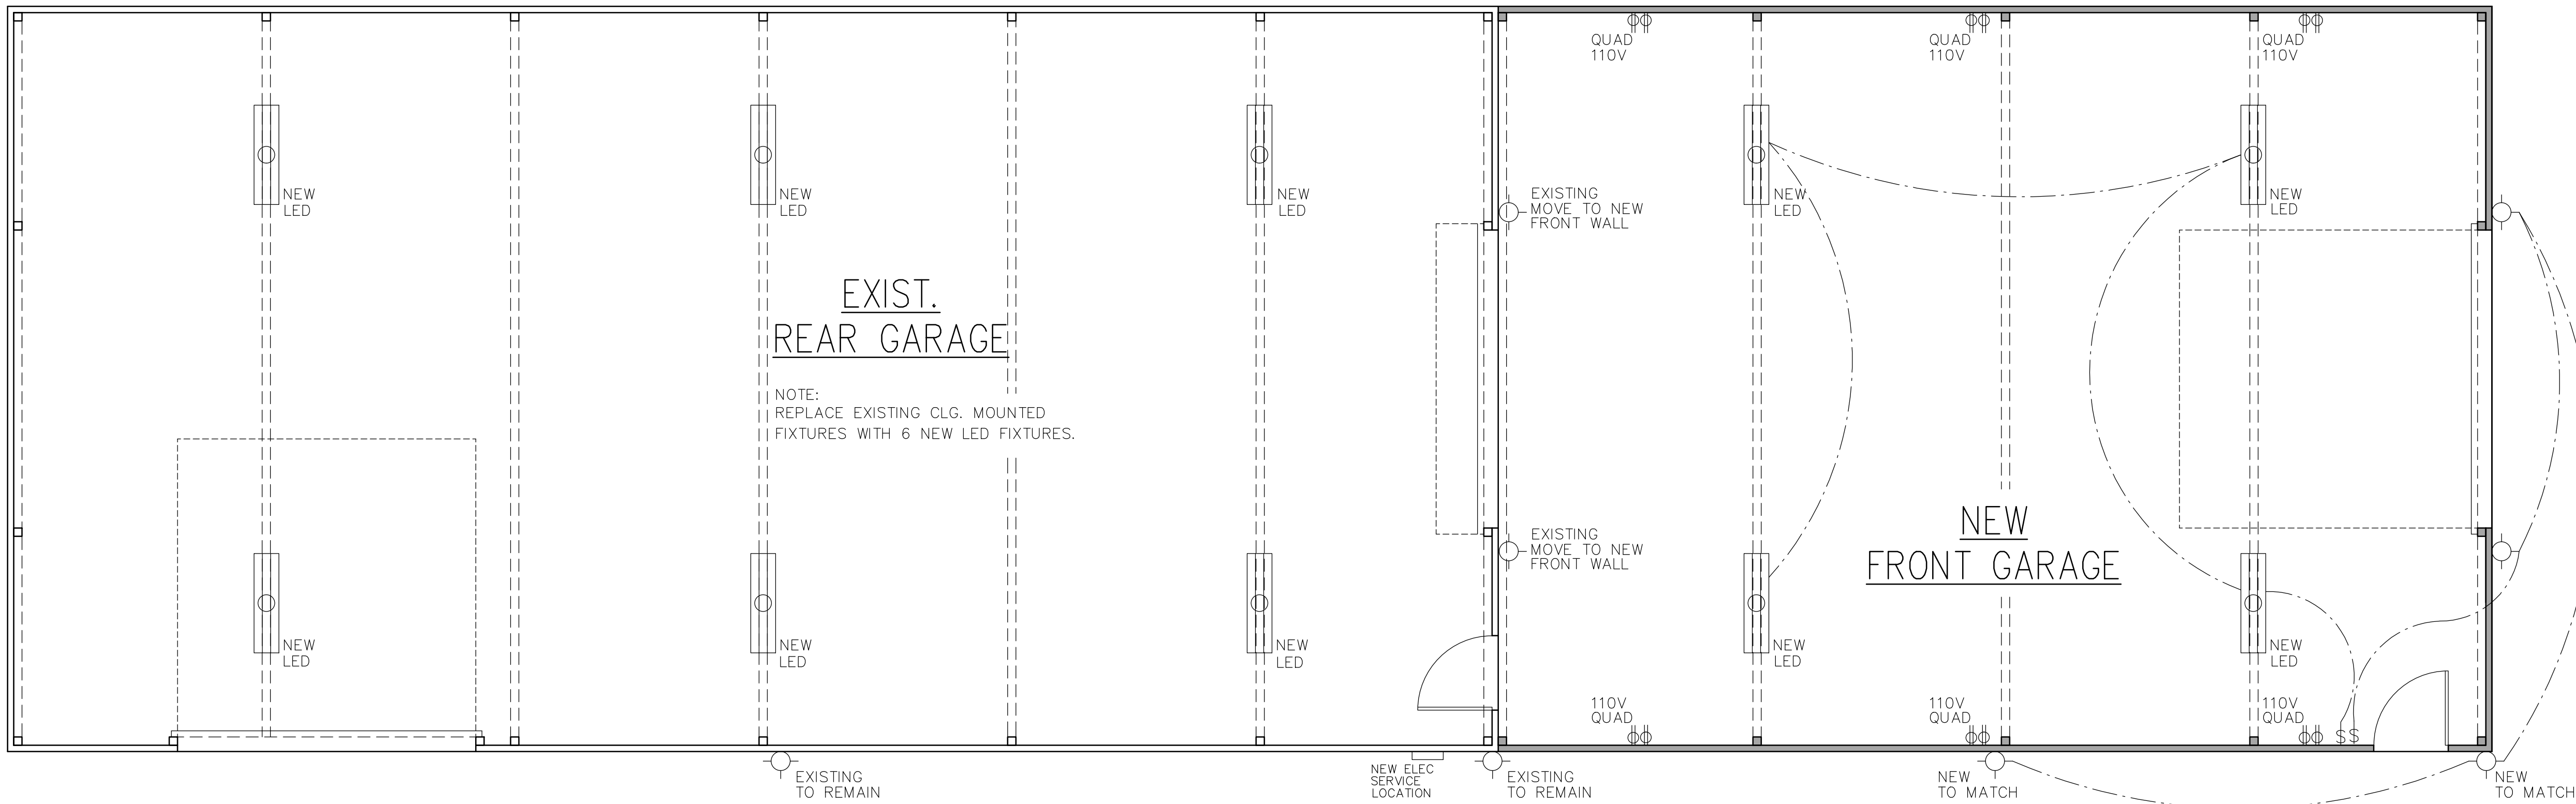 QUAD
110V
QUAD
110V
QUAD
110V
NEW
LED
NEW
LED
NEW
LED
EXISTING
MOVE TO NEW
FRONT WALL
NEW
LED
NEW
LED
EXIST.
REAR GARAGE
NOTE:
REPLACE EXISTING CLG. MOUNTED
FIXTURES WITH 6 NEW LED FIXTURES.
EXISTING
MOVE TO NEW
FRONT WALL
NEW
FRONT GARAGE
NEW
LED
NEW
LED
NEW
LED
NEW
LED
NEW
LED
110V
QUAD
110V
QUAD
110V
QUAD
$$
EXISTING
TO REMAIN
NEW ELEC
SERVICE
LOCATION
EXISTING
TO REMAIN
NEW
TO MATCH
NEW
TO MATCH